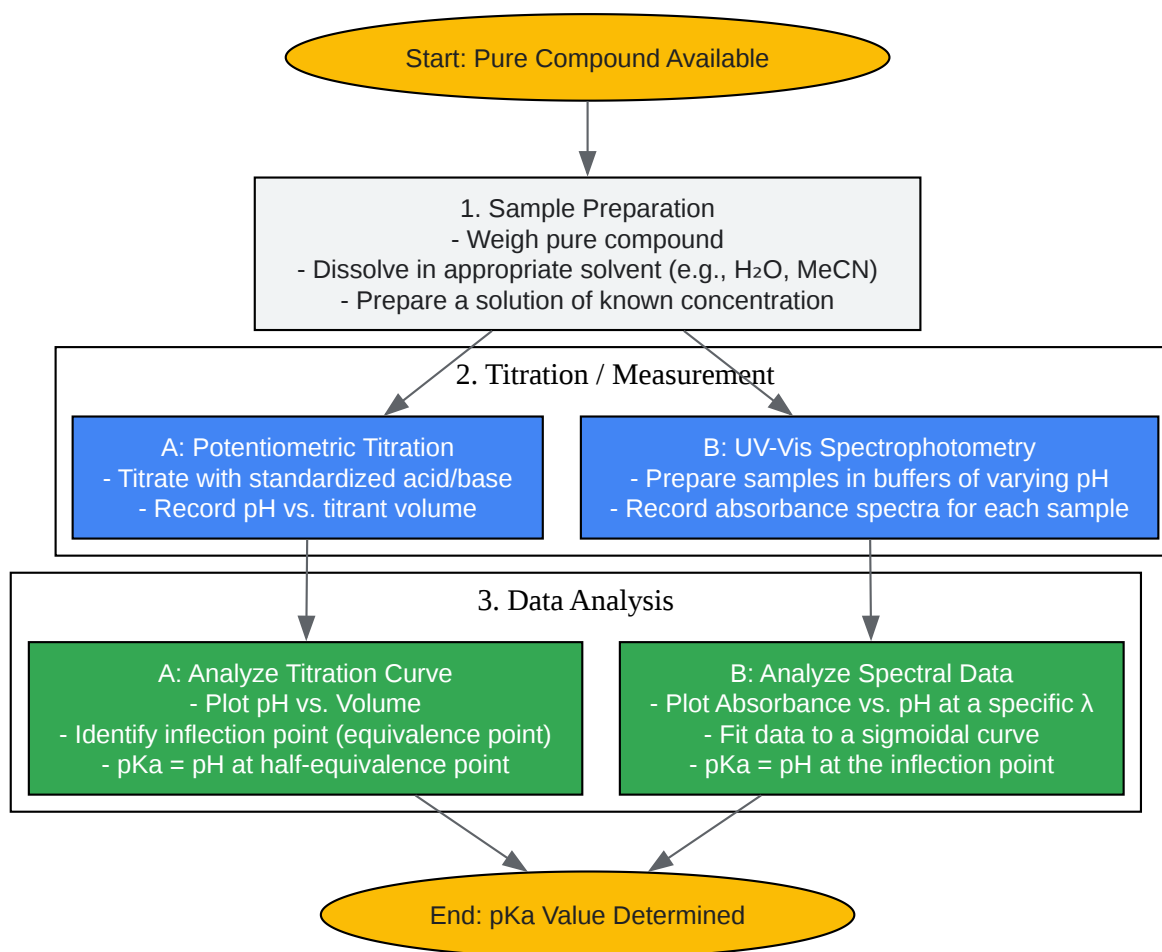 Start: Pure Compound Available
1. Sample Preparation
- Weigh pure compound
- Dissolve in appropriate solvent (e.g., H₂O, MeCN)
- Prepare a solution of known concentration
2. Titration / Measurement
A: Potentiometric Titration
- Titrate with standardized acid/base
- Record pH vs. titrant volume
B: UV-Vis Spectrophotometry
- Prepare samples in buffers of varying pH
- Record absorbance spectra for each sample
3. Data Analysis
A: Analyze Titration Curve
- Plot pH vs. Volume
- Identify inflection point (equivalence point)
- pKa = pH at half-equivalence point
B: Analyze Spectral Data
- Plot Absorbance vs. pH at a specific λ
- Fit data to a sigmoidal curve
- pKa = pH at the inflection point
End: pKa Value Determined